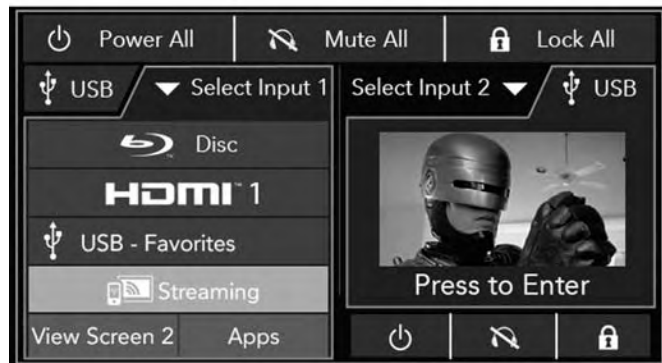 Power All
Mute All
Lock All
USB
Select Input 1
Select Input 2
USB
Disc
HDMI™ 1
USB - Favorites
Streaming
View Screen 2
Apps
Press to Enter